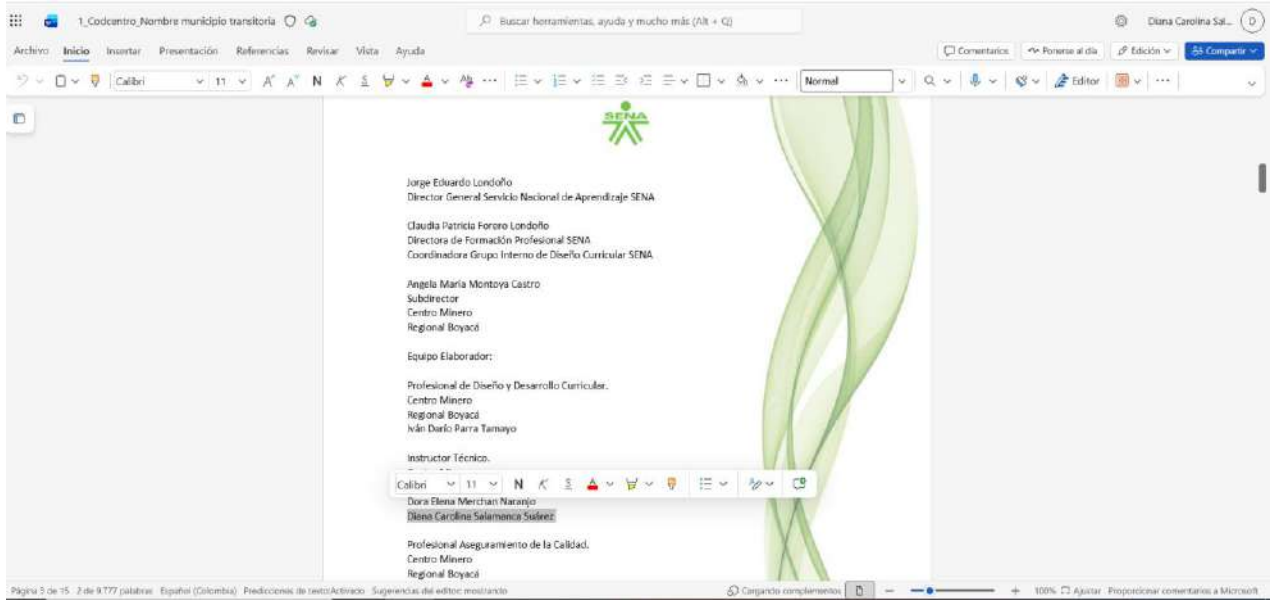 1_Codcentro_Nombre municipio transitoria
Buscar herramientas, ayuda y mucho más (Alt + Q)
Diana Carolina Sal... D
Archivo Inicio Insertar Presentación Referencias Revisar Vista Ayuda
Comentarios Ponerse al día Edición Compartir
Calibri 11 N K S Normal Editor
SENA
Jorge Eduardo Londoño
Director General Servicio Nacional de Aprendizaje SENA
Claudia Patricia Forero Londoño
Directora de Formación Profesional SENA
Coordinadora Grupo Interno de Diseño Curricular SENA
Angela María Montoya Castro
Subdirector
Centro Minero
Regional Boyacá
Equipo Elaborador:
Profesional de Diseño y Desarrollo Curricular.
Centro Minero
Regional Boyacá
Iván Darío Parra Tamayo
Instructor Técnico.
Calibri 11 N K S
Dora Elena Merchan Naranjo
Diana Carolina Salamanca Suárez
Profesional Aseguramiento de la Calidad.
Centro Minero
Regional Boyacá
Página 3 de 15 2 de 9.777 palabras Español (Colombia) Predicciones de texto: Activado Sugerencias del editor: mostrando
Cargando complementos 100% Ajustar Proporcionar comentarios a Microsoft